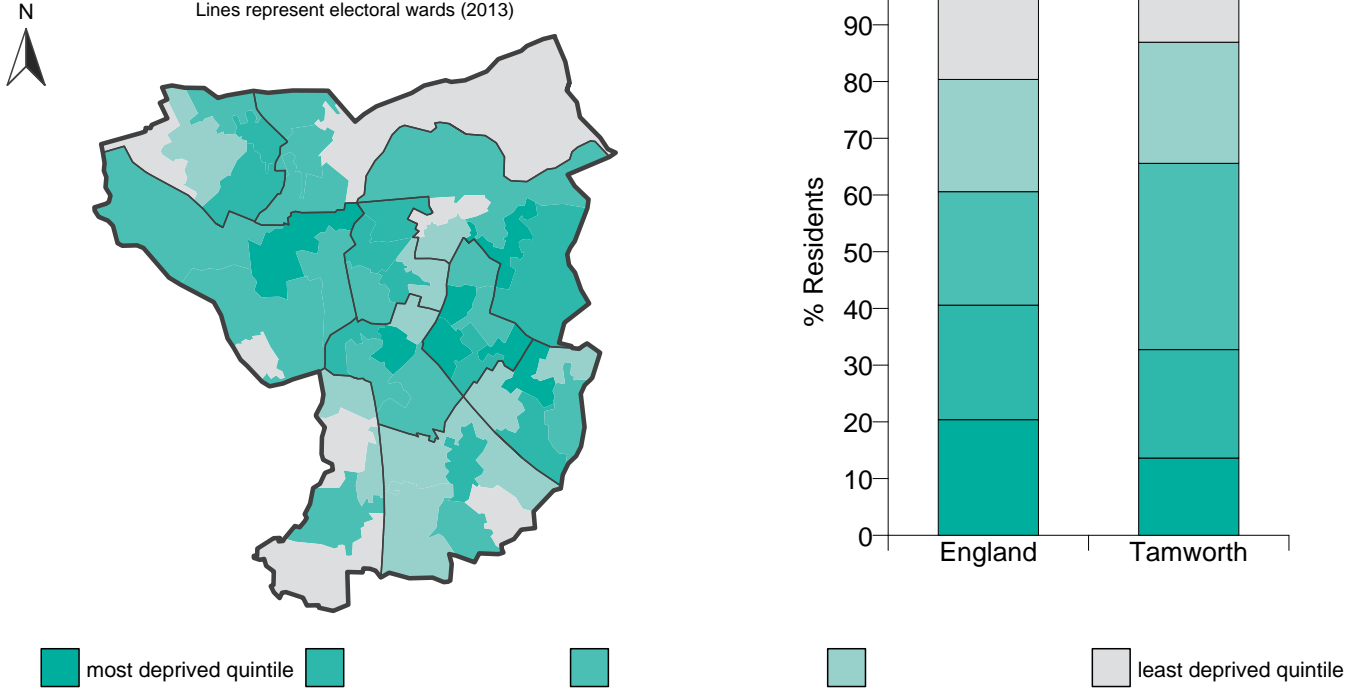 Lines represent electoral wards (2013)
N
90
80
70
60
50
40
30
20
10
0
% Residents
England
Tamworth
most deprived quintile
least deprived quintile